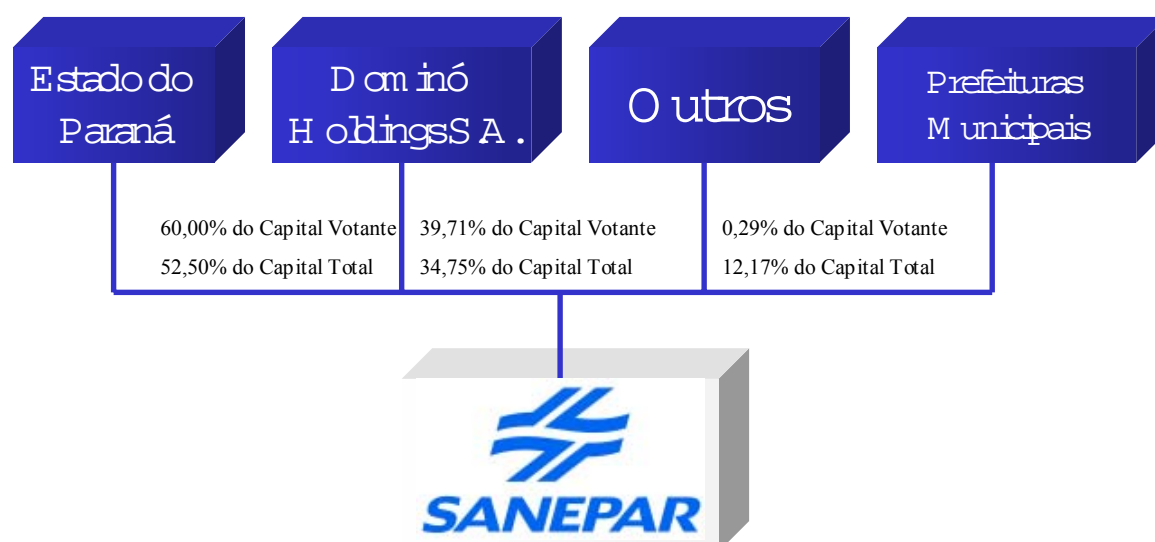 Estado do
Paraná
Dominó
Holdings S.A.
Outros
Prefeituras
Municipais
60,00% do Capital Votante
52,50% do Capital Total
39,71% do Capital Votante
34,75% do Capital Total
0,29% do Capital Votante
12,17% do Capital Total
SANEPAR